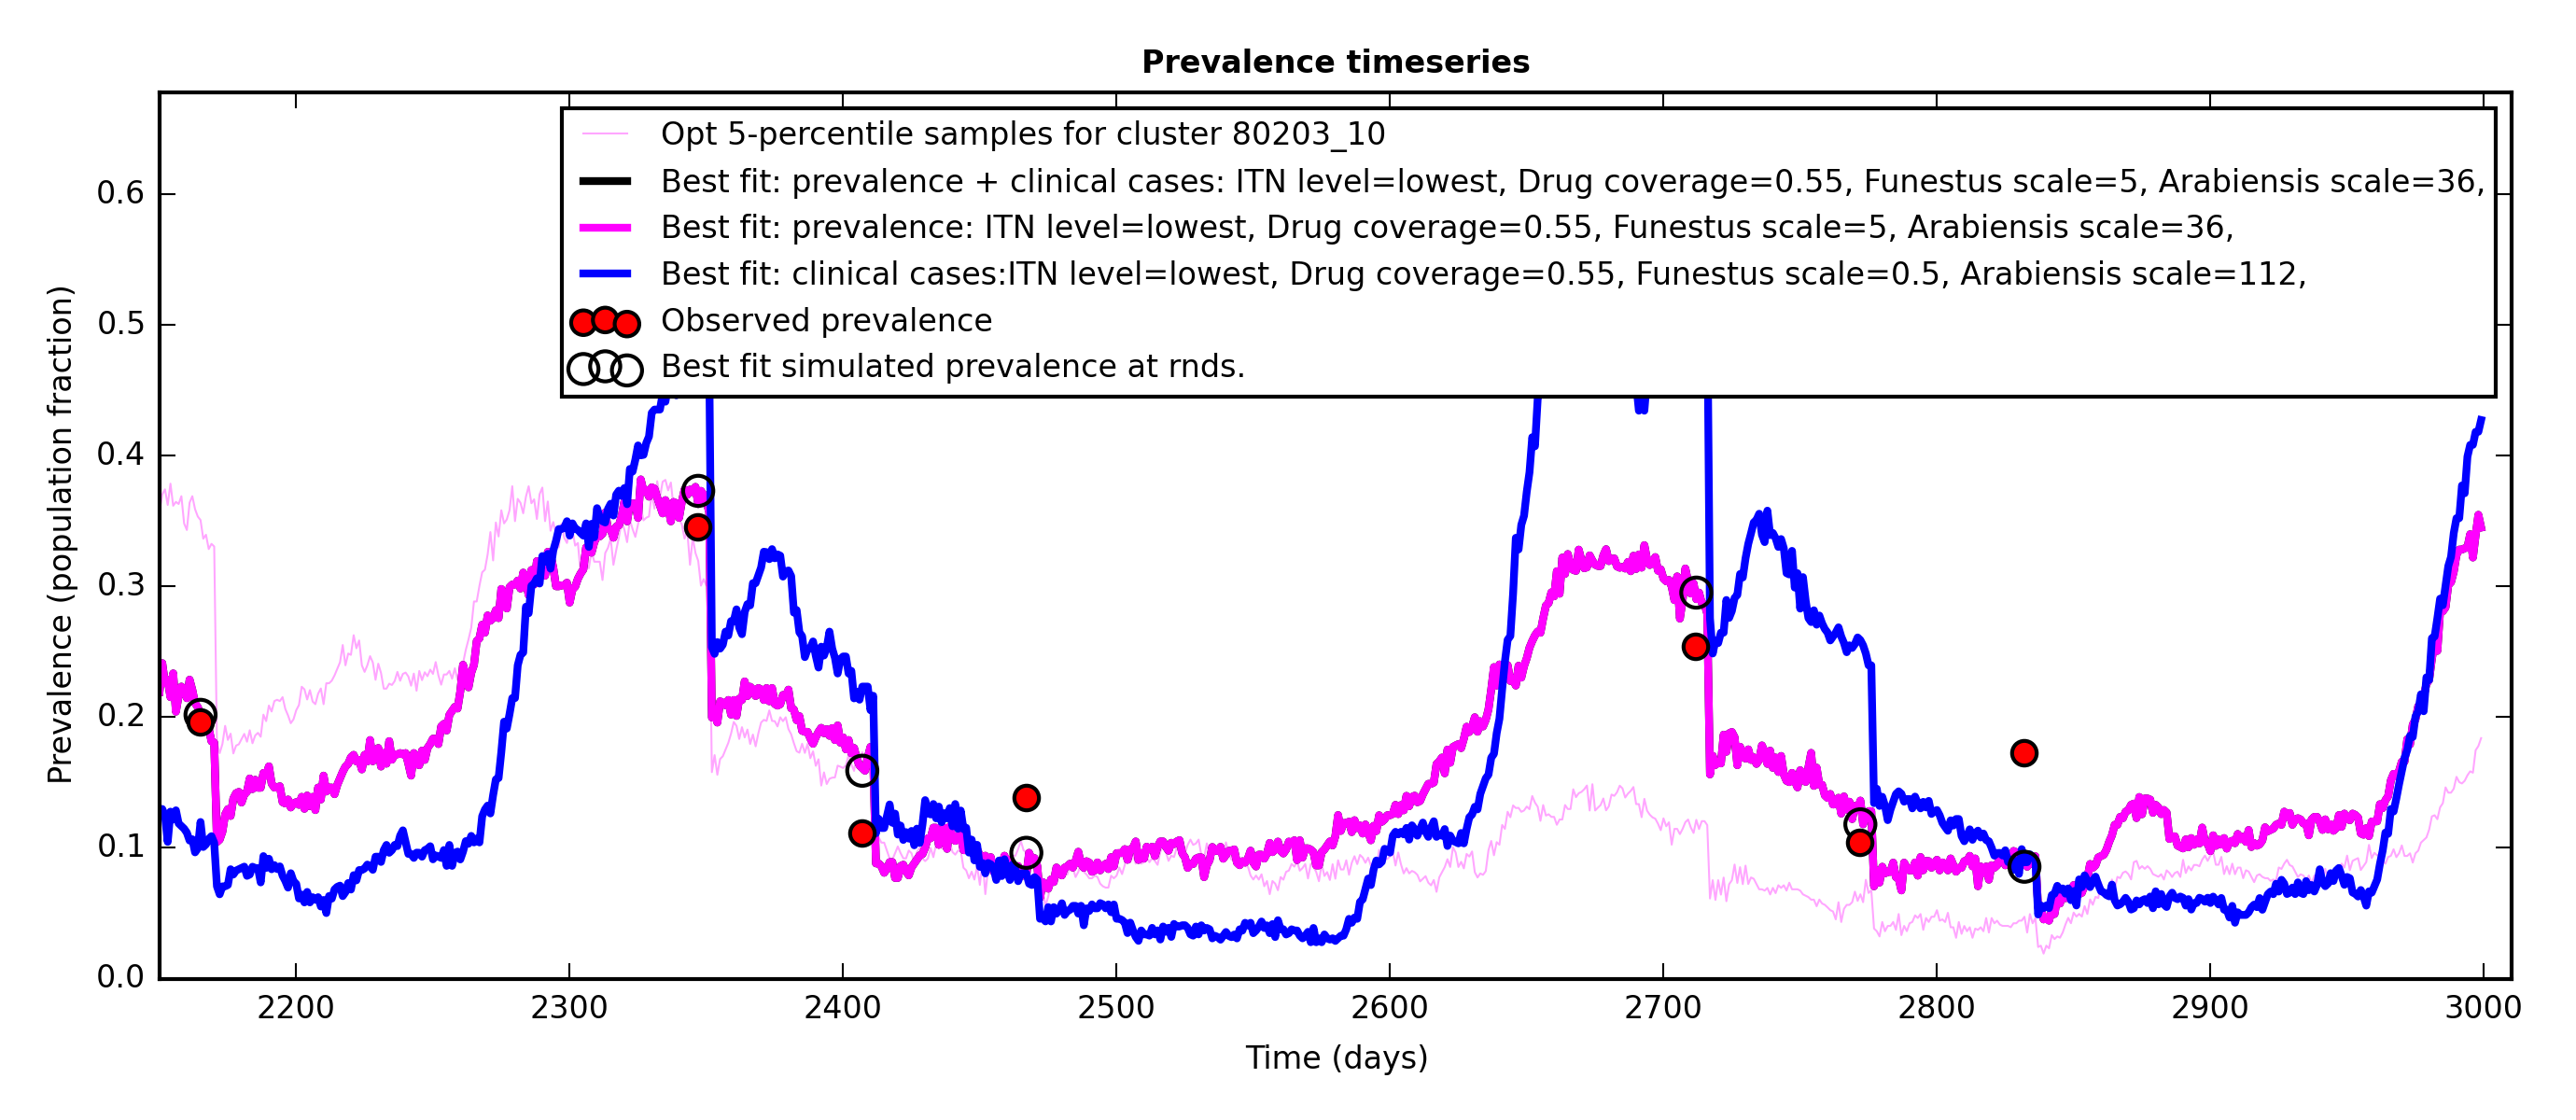 Prevalence timeseries
Opt 5-percentile samples for cluster 80203_10
Best fit: prevalence + clinical cases: ITN level=lowest, Drug coverage=0.55, Funestus scale=5, Arabiensis scale=36,
Best fit: prevalence: ITN level=lowest, Drug coverage=0.55, Funestus scale=5, Arabiensis scale=36,
Best fit: clinical cases:ITN level=lowest, Drug coverage=0.55, Funestus scale=0.5, Arabiensis scale=112,
Observed prevalence
Best fit simulated prevalence at rnds.
Prevalence (population fraction)
0.6
0.5
0.4
0.3
0.2
0.1
0.0
2200 2300 2400 2500 2600 2700 2800 2900 3000
Time (days)